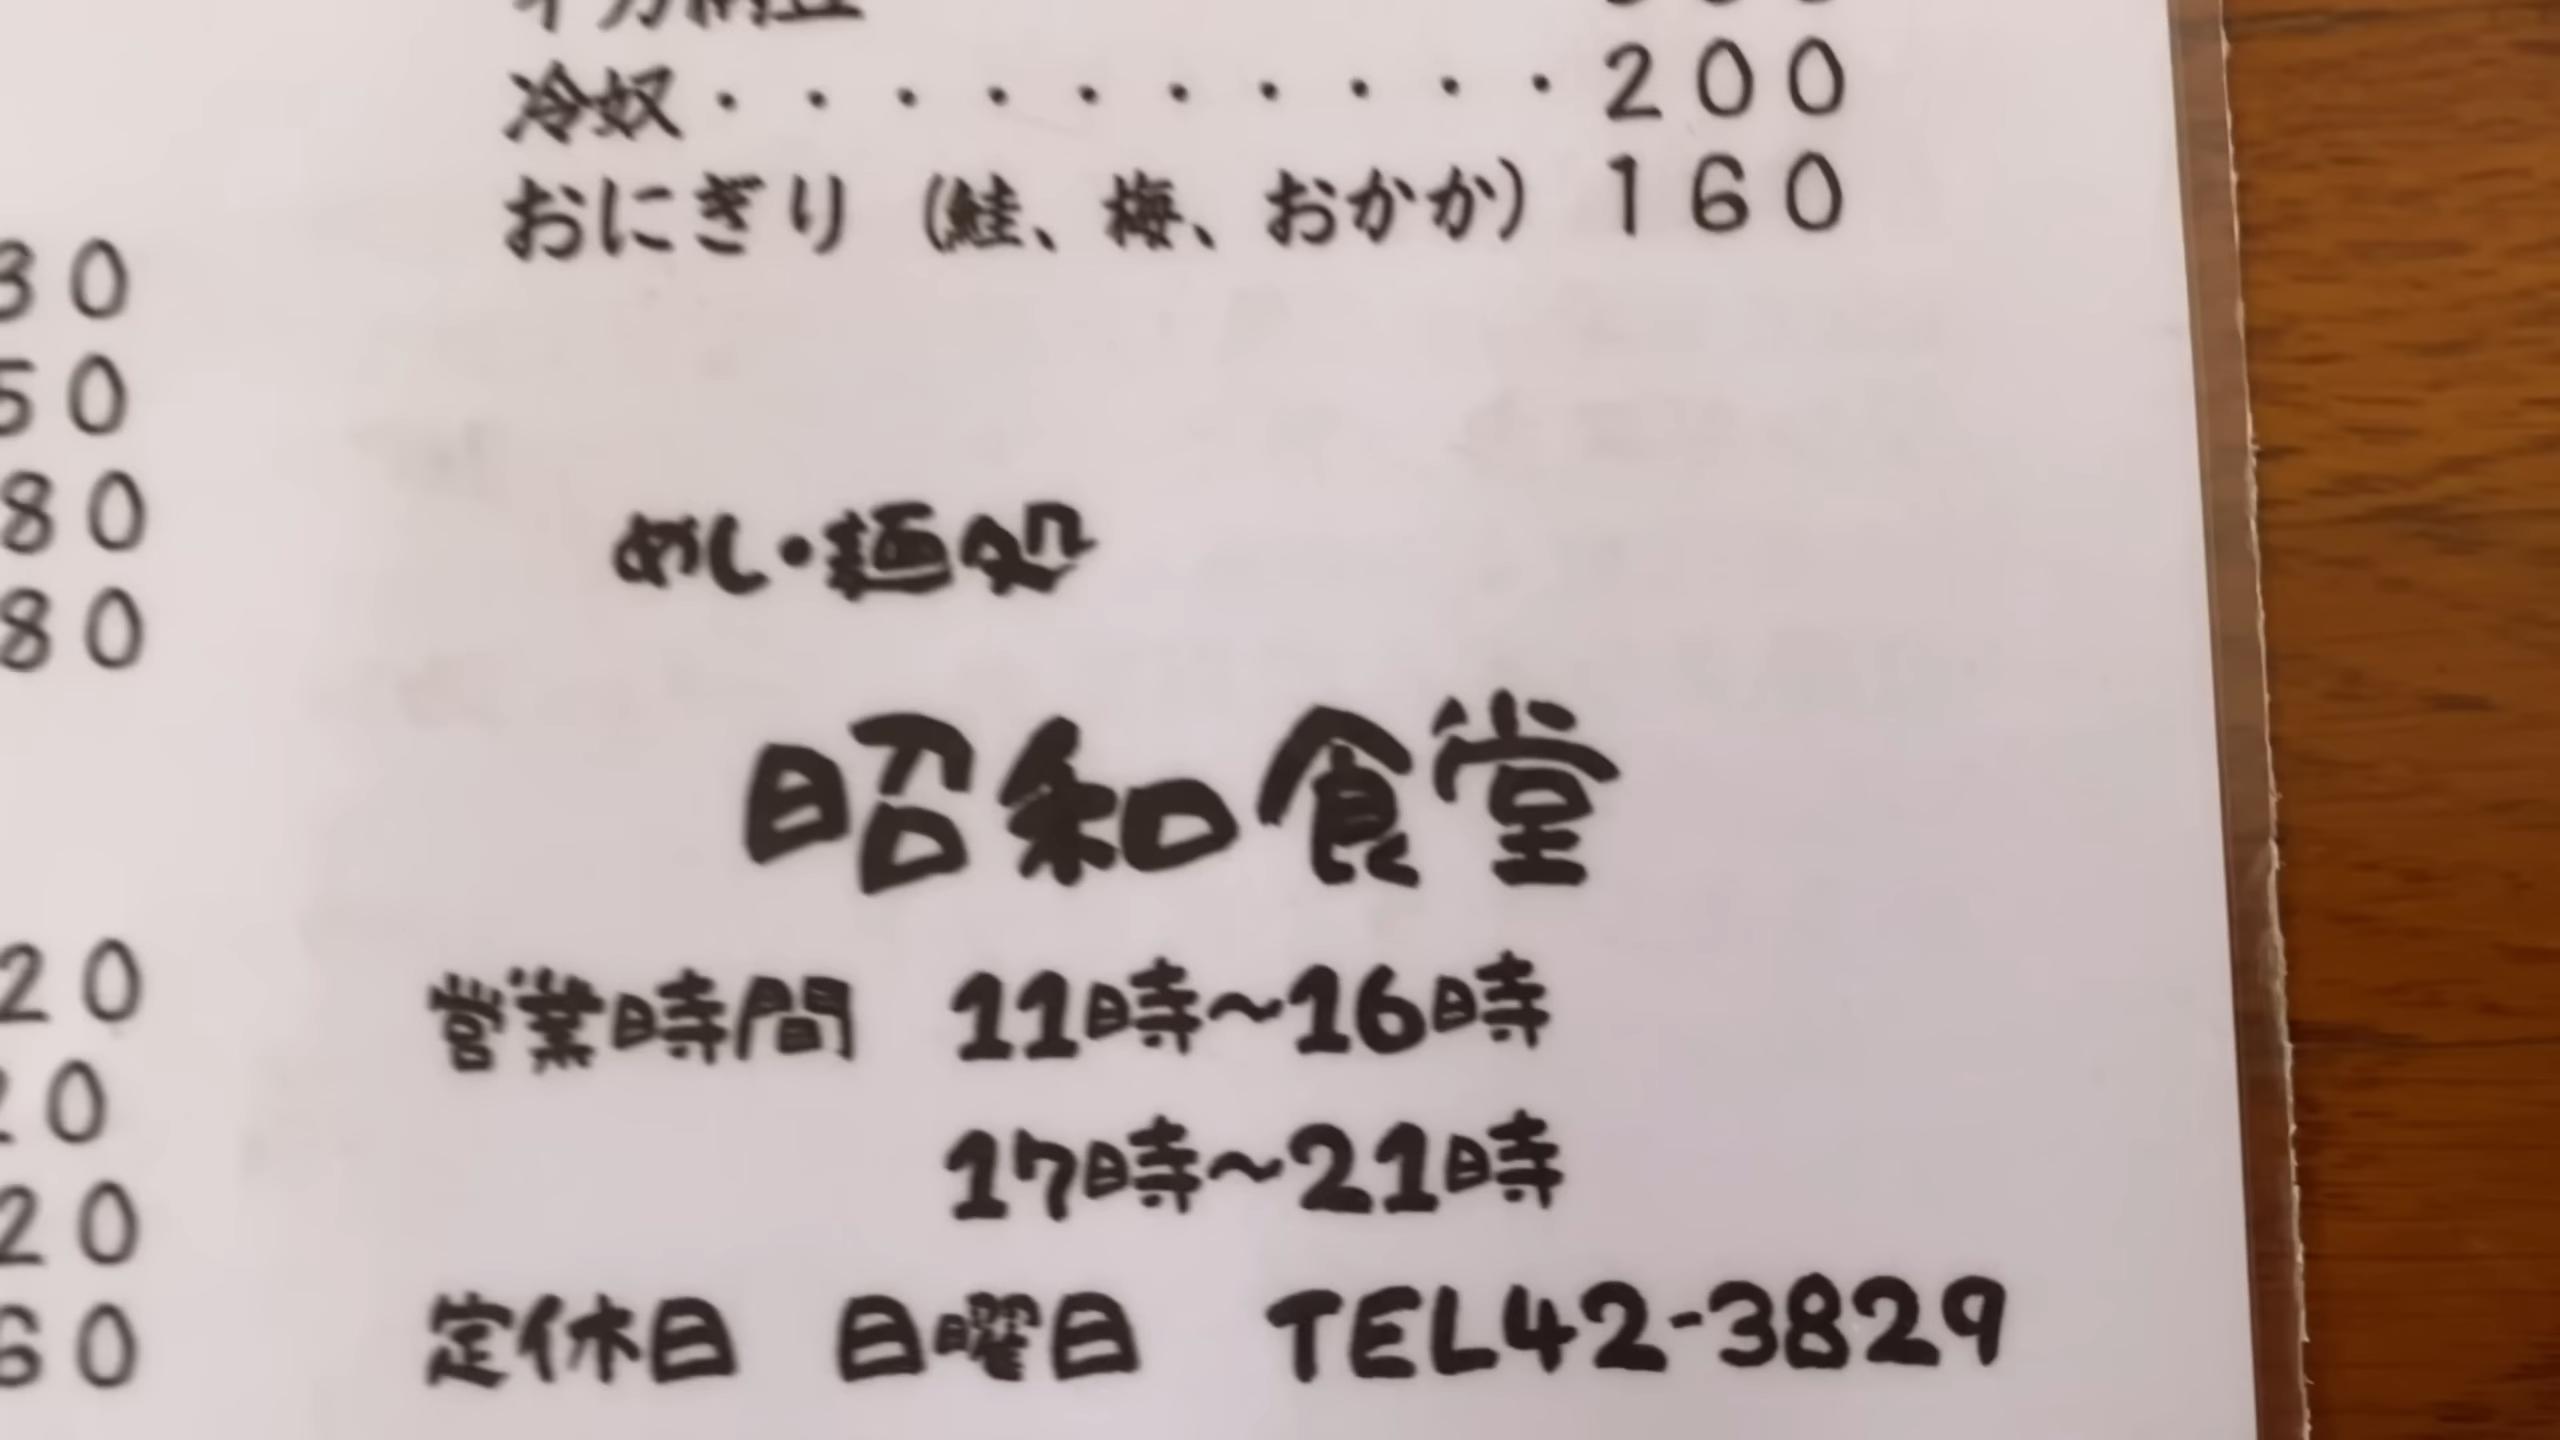 冷奴・・・・・・・・・・200
おにぎり（鮭、梅、おかか）160
30
50
80
80
めし・麺処
昭和食堂
20
営業時間 11時～16時
20
17時～21時
20
60
定休日 日曜日 TEL42-3829